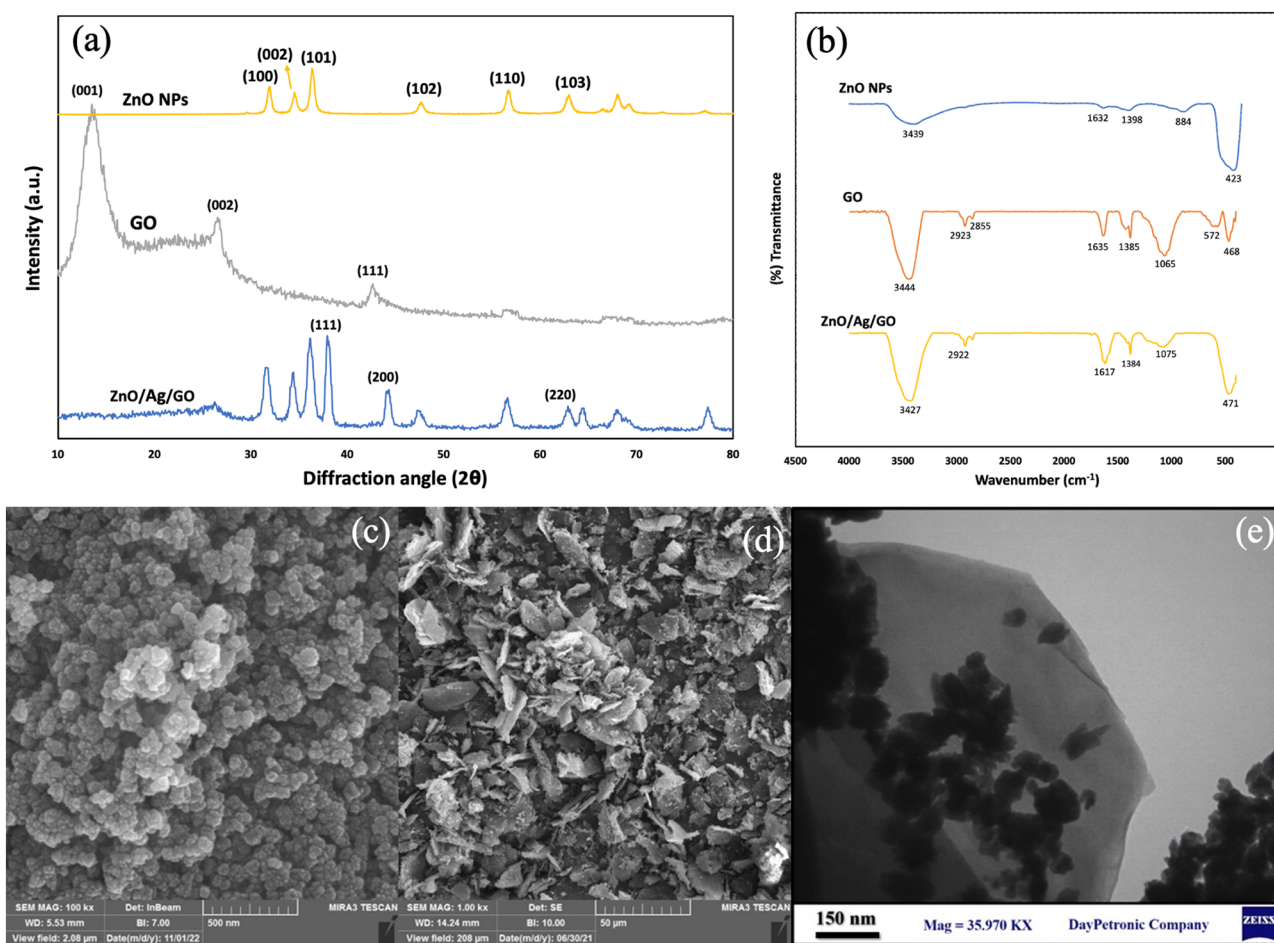 (a)
(001)
(100)
(002)
(101)
(102)
(110)
(103)
ZnO NPs
GO
(002)
(111)
(111)
(200)
(220)
ZnO/Ag/GO
Intensity (a.u.)
10 20 30 40 50 60 70 80
Diffraction angle (2θ)
(b)
ZnO NPs
3439
1632
1398
884
423
GO
3444
2923
2855
1635
1385
1065
572
468
ZnO/Ag/GO
3427
2922
1617
1384
1075
471
(%) Transmittance
4500 4000 3500 3000 2500 2000 1500 1000 500
Wavenumber (cm⁻¹)
(c)
SEM MAG: 100 kx Det: InBeam
WD: 5.53 mm BI: 7.00 500 nm MIRA3 TESCAN
View field: 2.08 µm Date(m/d/y): 11/01/22
(d)
SEM MAG: 1.00 kx Det: SE
WD: 14.24 mm BI: 10.00 50 µm MIRA3 TESCAN
View field: 208 µm Date(m/d/y): 06/30/21
(e)
150 nm Mag = 35.970 KX DayPetronic Company ZEISS